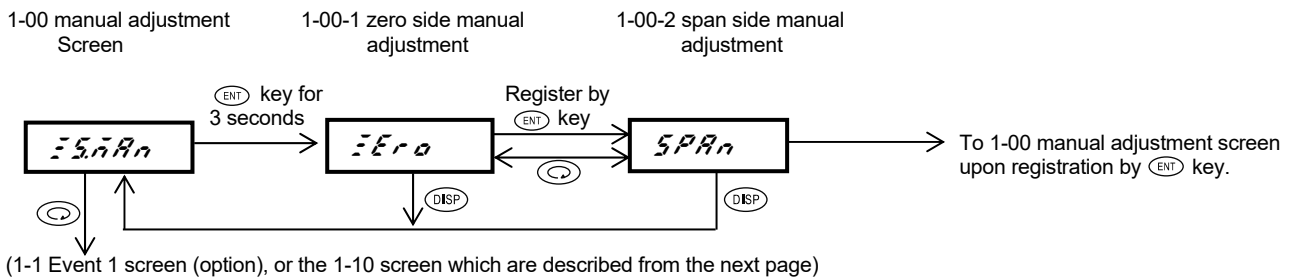 1-00 manual adjustment
Screen
1-00-1 zero side manual
adjustment
1-00-2 span side manual
adjustment
ENT key for
3 seconds
Register by
ENT key
ZERo
SPAn
To 1-00 manual adjustment screen
upon registration by ENT key.
DISP
DISP
(1-1 Event 1 screen (option), or the 1-10 screen which are described from the next page)